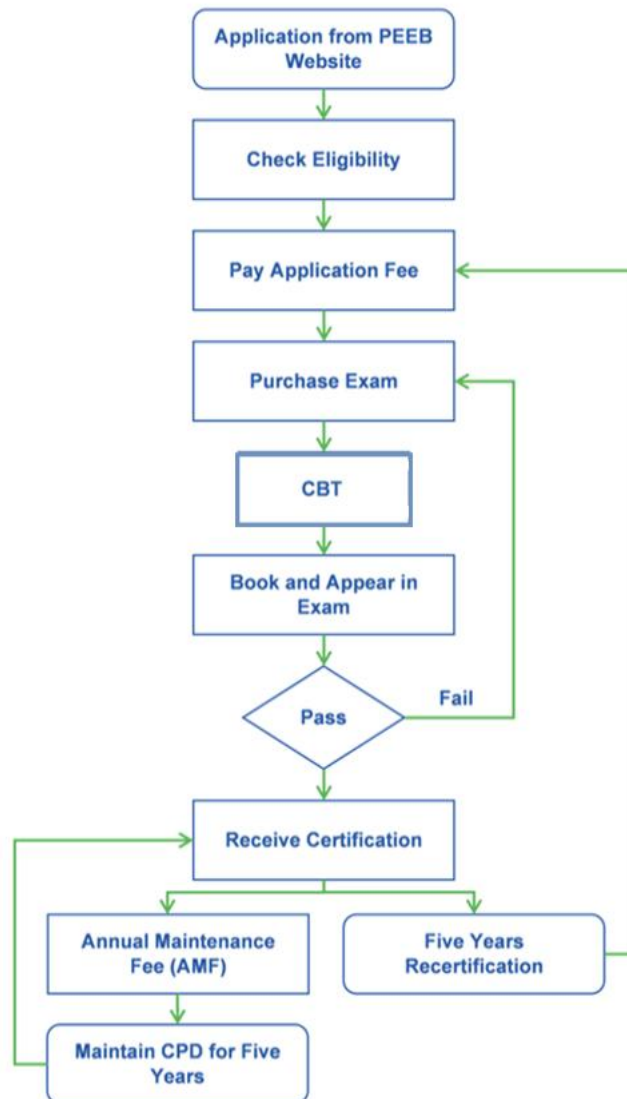 Application from PEEB
Website
Check Eligibility
Pay Application Fee
Purchase Exam
CBT
Book and Appear in
Exam
Pass
Fail
Receive Certification
Annual Maintenance
Fee (AMF)
Five Years
Recertification
Maintain CPD for Five
Years